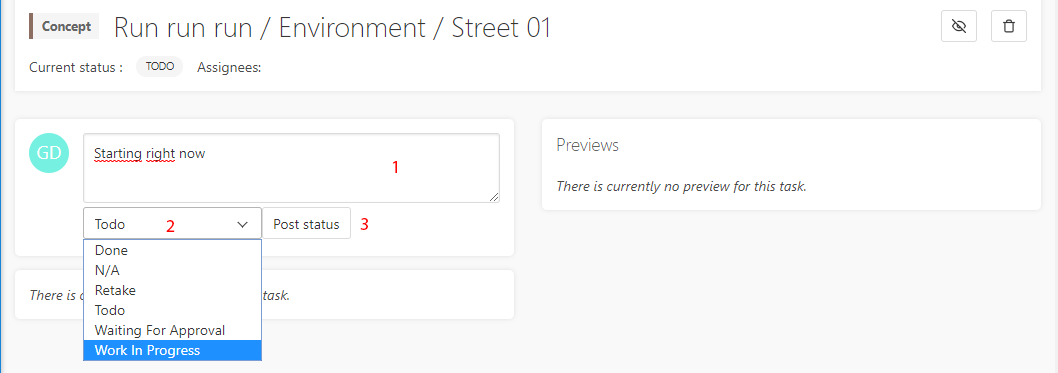 Concept Run run run / Environment / Street 01
Current status : TODO Assignees:
GD
Starting right now
1
Todo 2 Post status 3
Done
N/A
Retake
Todo
Waiting For Approval
Work In Progress
There is task.
Previews
There is currently no preview for this task.